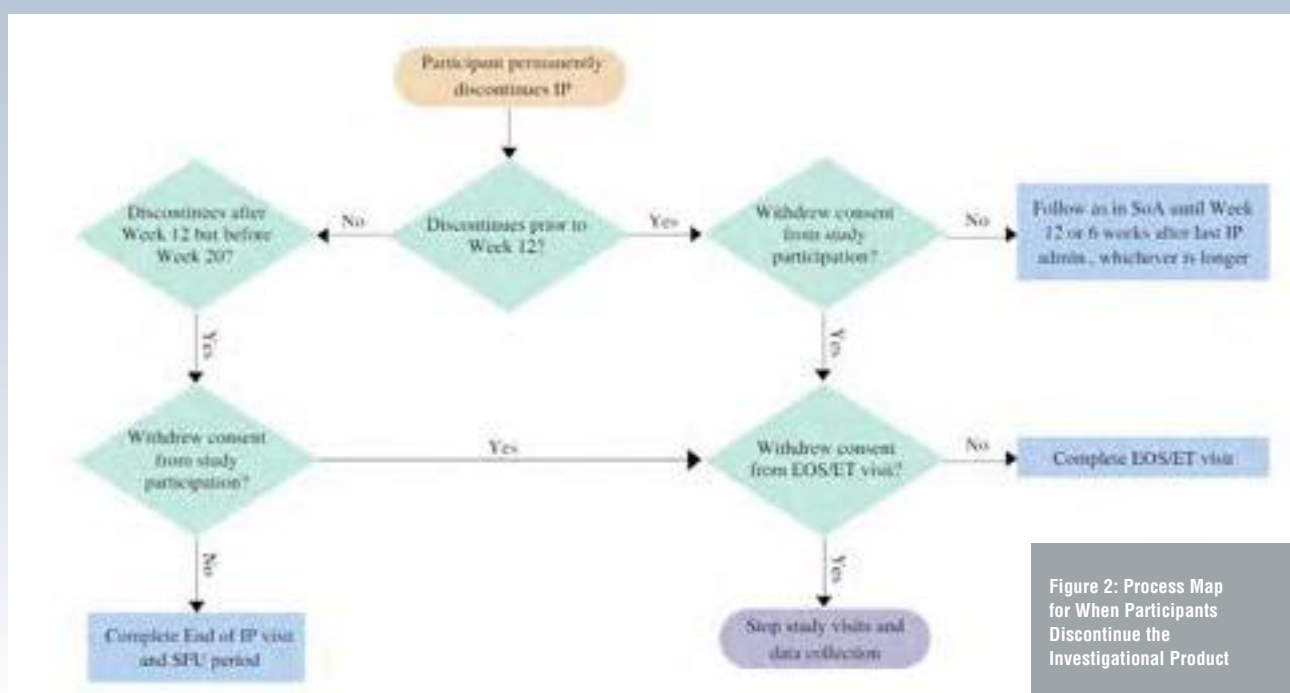 Participant permanently
discontinues IP
Discontinues after
Week 12 but before
Week 20?
No
Discontinues prior to
Week 12?
Yes
Withdrew consent
from study
participation?
No
Follow as in SoA until Week
12 or 6 weeks after last IP
admin., whichever is longer
Yes
Yes
Withdrew consent
from study
participation?
Yes
Withdrew consent
from EOS/ET visit?
No
Complete EOS/ET visit
No
Yes
Complete End of IP visit
and SFU period
Stop study visits and
data collection
Figure 2: Process Map
for When Participants
Discontinue the
Investigational Product